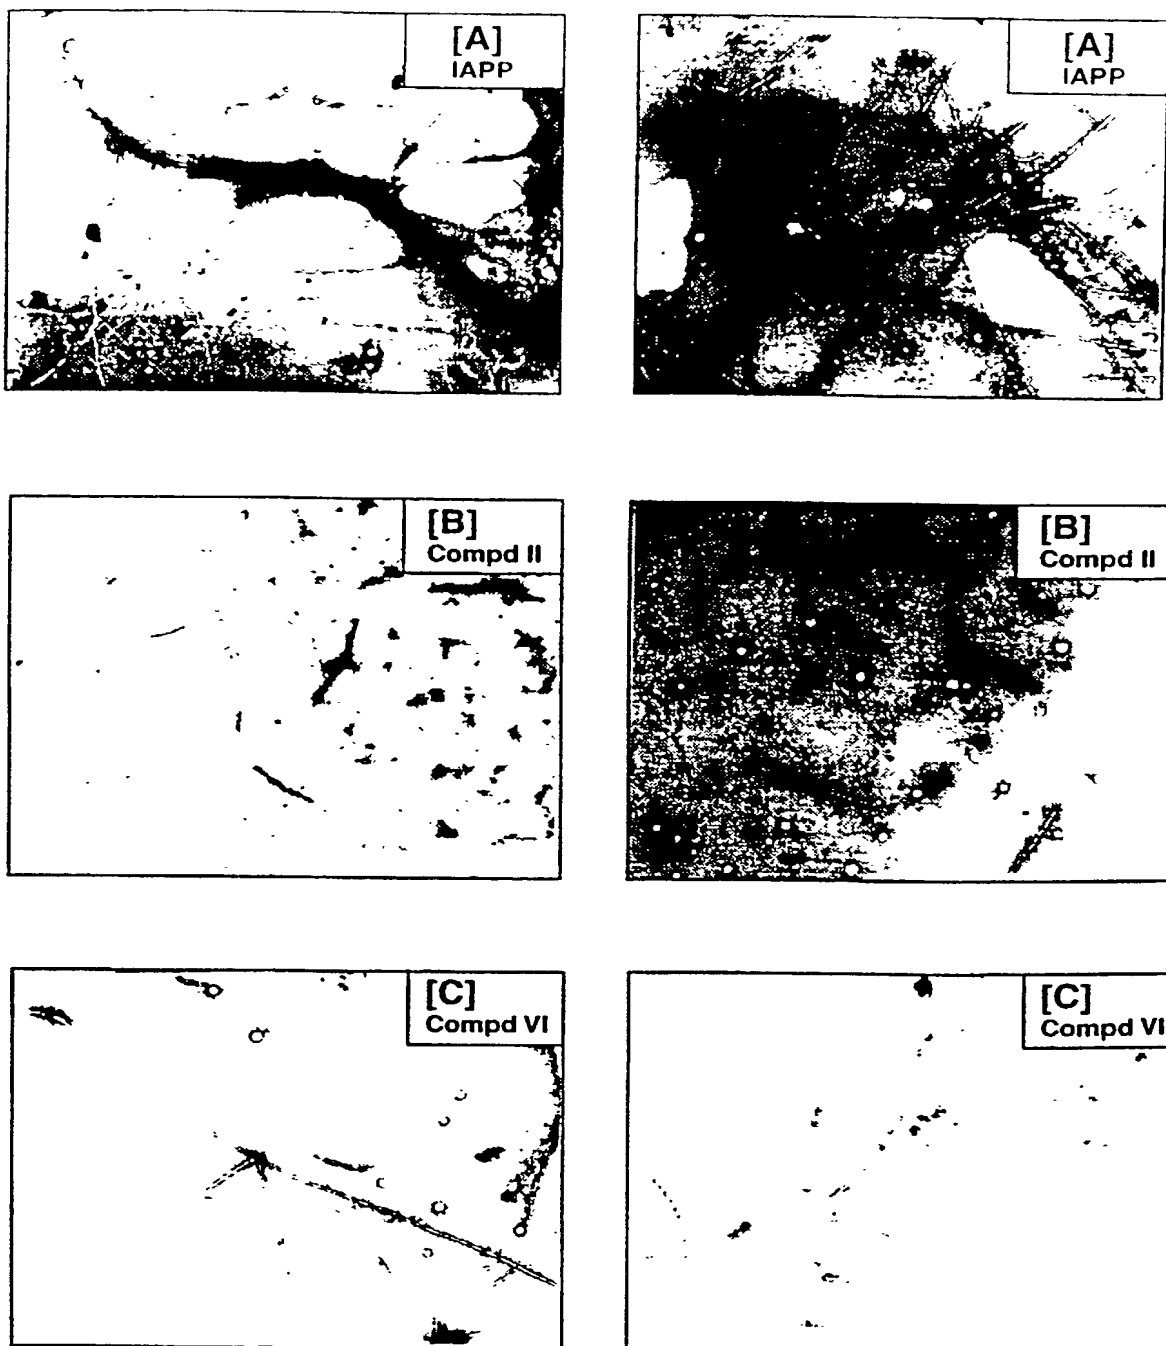 [A]
IAPP
[A]
IAPP
[B]
Compd II
[B]
Compd II
[C]
Compd VI
[C]
Compd VI